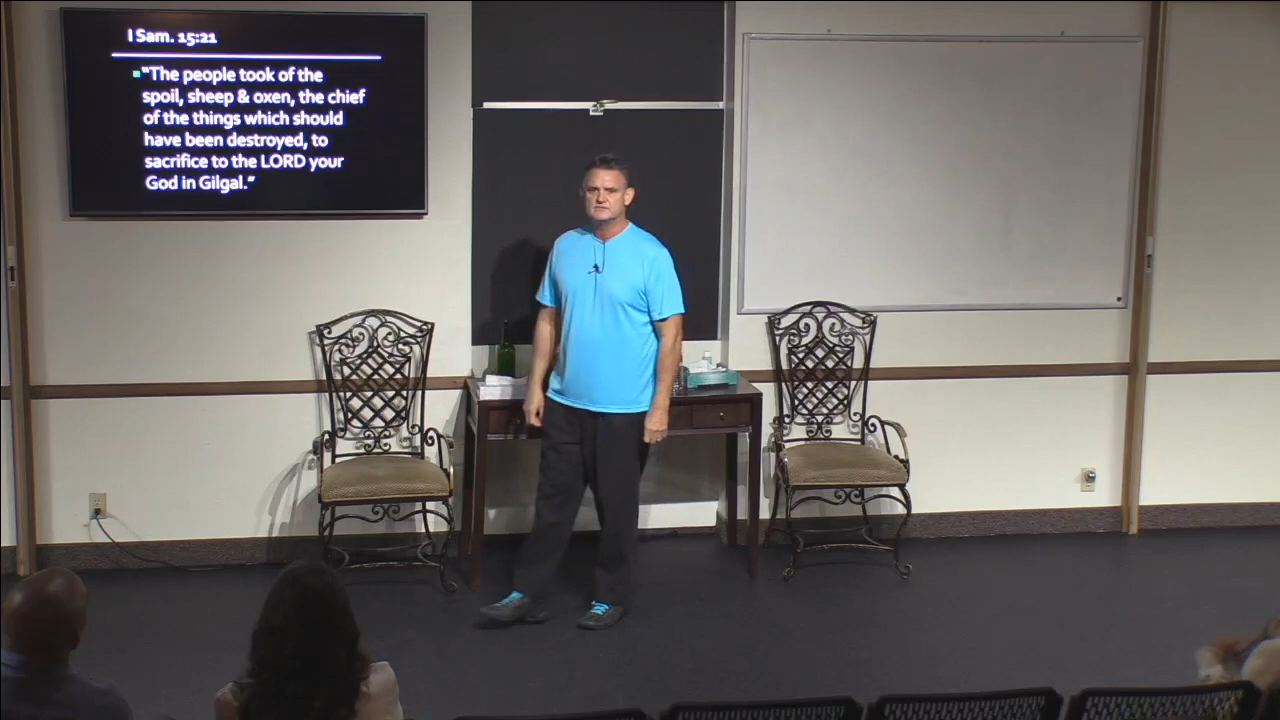 I Sam. 15:21
"The people took of the
spoil, sheep & oxen, the chief
of the things which should
have been destroyed, to
sacrifice to the LORD your
God in Gilgal."